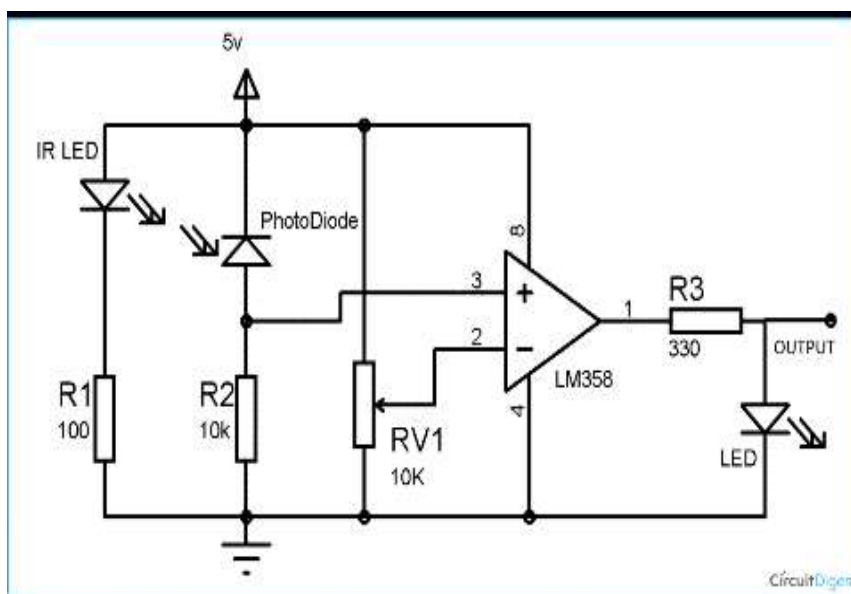 5v
IR LED
PhotoDiode
8
3
2
1
4
R3
330
OUTPUT
LM358
R1
100
R2
10k
RV1
10K
LED
CircuitDiges